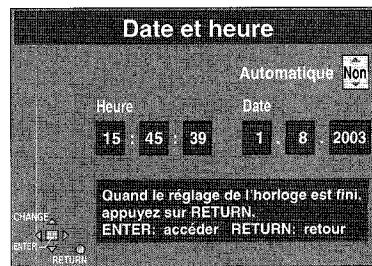 Date et heure
Automatique Non
Heure Date
15 : 45 : 39 1 . 8 . 2003
Quand le réglage de l'horloge est fini,
appuyez sur RETURN.
ENTER: accéder RETURN: retour
CHANGE
ENTER
RETURN